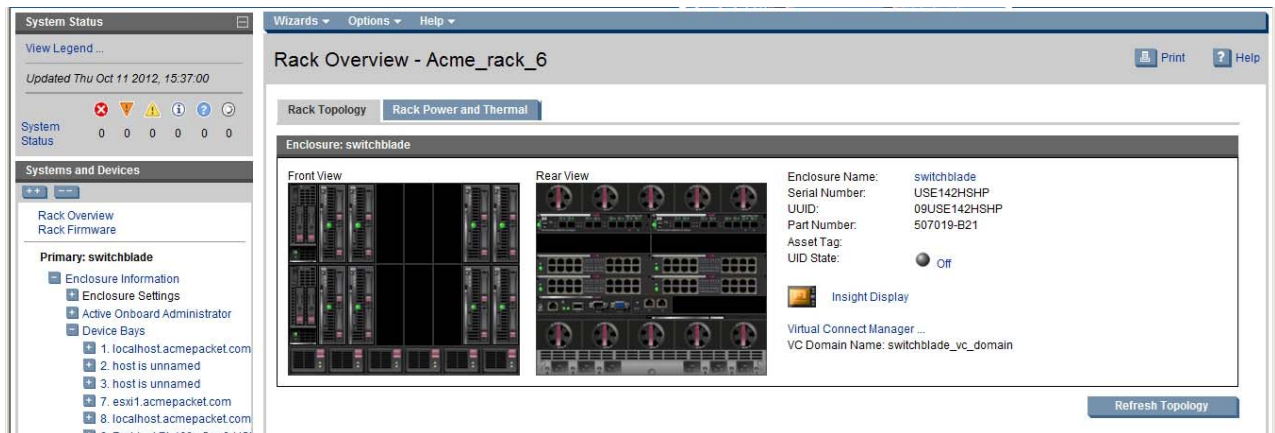 System Status
View Legend ...
Updated Thu Oct 11 2012, 15:37:00
System Status 0 0 0 0 0 0
Systems and Devices
Rack Overview
Rack Firmware
Primary: switchblade
Enclosure Information
Enclosure Settings
Active Onboard Administrator
Device Bays
1. localhost.acmepacket.com
2. host is unnamed
3. host is unnamed
7. esxi1.acmepacket.com
8. localhost.acmepacket.com
Wizards Options Help
Rack Overview - Acme_rack_6
Print Help
Rack Topology Rack Power and Thermal
Enclosure: switchblade
Front View Rear View
Enclosure Name: switchblade
Serial Number: USE142HSHP
UUID: 09USE142HSHP
Part Number: 507019-B21
Asset Tag:
UID State: Off
Insight Display
Virtual Connect Manager ...
VC Domain Name: switchblade_vc_domain
Refresh Topology